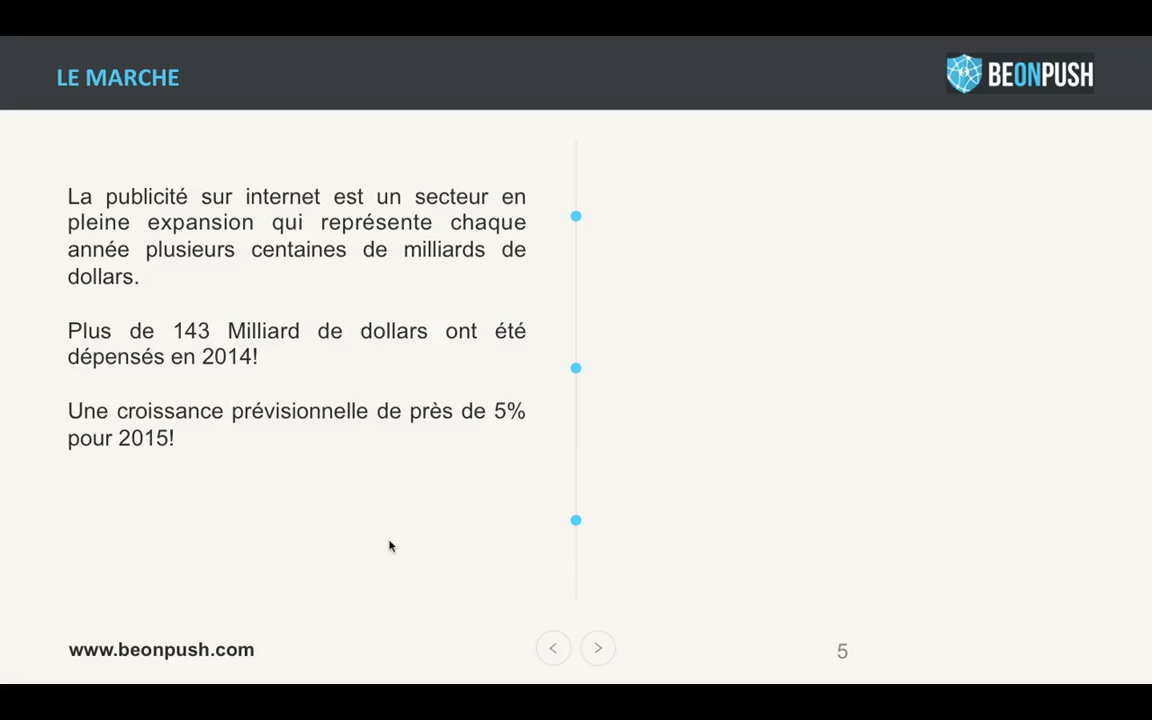 LE MARCHE
BEONPUSH
La publicité sur internet est un secteur en
pleine expansion qui représente chaque
année plusieurs centaines de milliards de
dollars.
Plus de 143 Milliard de dollars ont été
dépensés en 2014!
Une croissance prévisionnelle de près de 5%
pour 2015!
www.beonpush.com
5